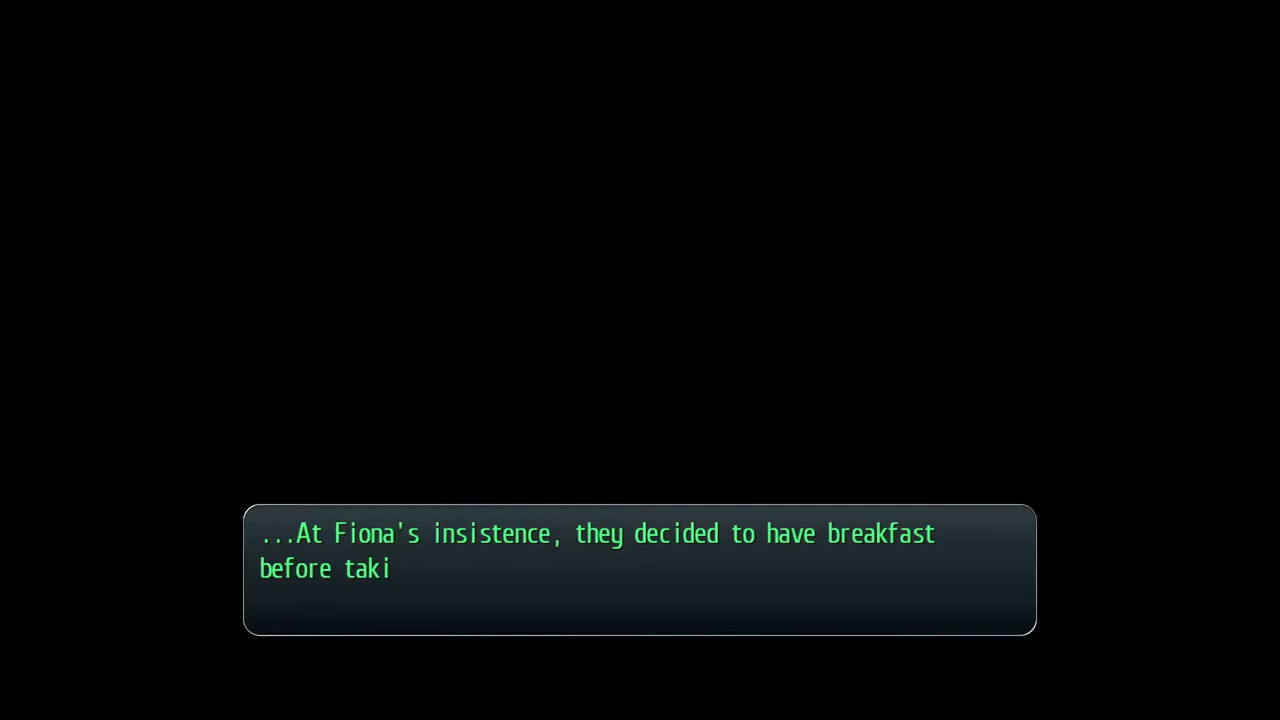 ...At Fiona's insistence, they decided to have breakfast
before taki